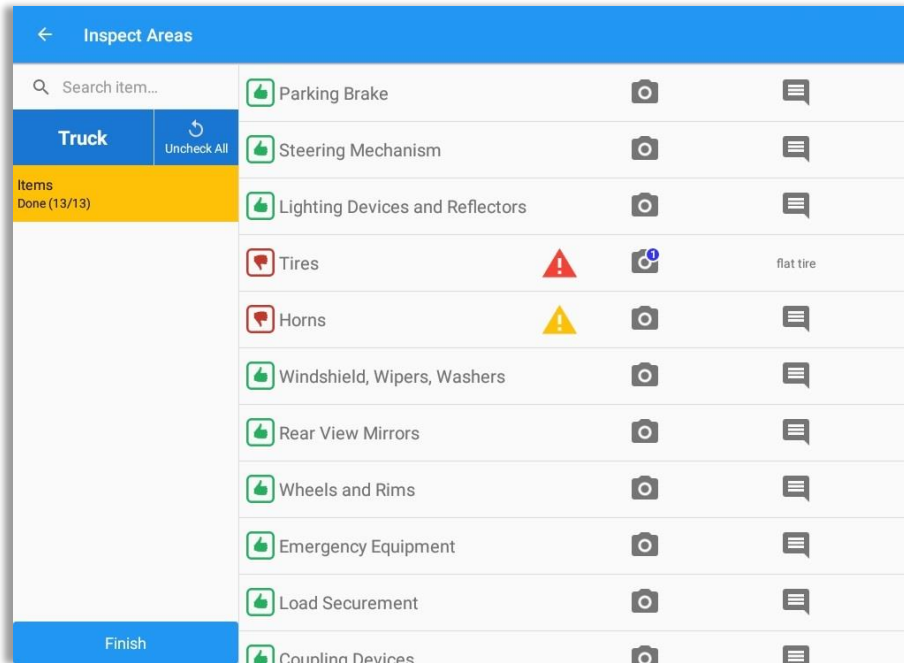 Inspect Areas
Search item...
Truck
Uncheck All
Items
Done (13/13)
Parking Brake
Steering Mechanism
Lighting Devices and Reflectors
Tires
1
flat tire
Horns
Windshield, Wipers, Washers
Rear View Mirrors
Wheels and Rims
Emergency Equipment
Load Securement
Coupling Devices
Finish